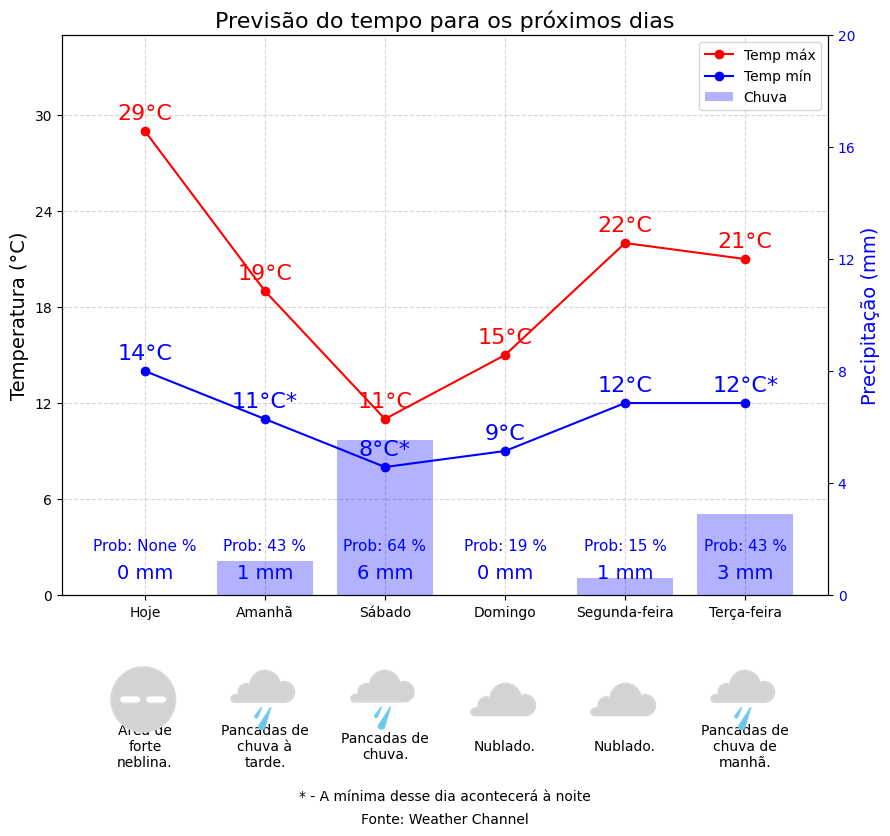 Previsão do tempo para os próximos dias
Temp máx
Temp mín
Chuva
Temperatura (°C)
Precipitação (mm)
30
24
18
12
6
0
20
16
12
8
4
0
29°C
19°C
11°C
15°C
22°C
21°C
14°C
11°C*
8°C*
9°C
12°C
12°C*
Prob: None %
Prob: 43 %
Prob: 64 %
Prob: 19 %
Prob: 15 %
Prob: 43 %
0 mm
1 mm
6 mm
0 mm
1 mm
3 mm
Hoje
Amanhã
Sábado
Domingo
Segunda-feira
Terça-feira
Área de
forte
neblina.
Pancadas de
chuva à
tarde.
Pancadas de
chuva.
Nublado.
Nublado.
Pancadas de
chuva de
manhã.
* - A mínima desse dia acontecerá à noite
Fonte: Weather Channel